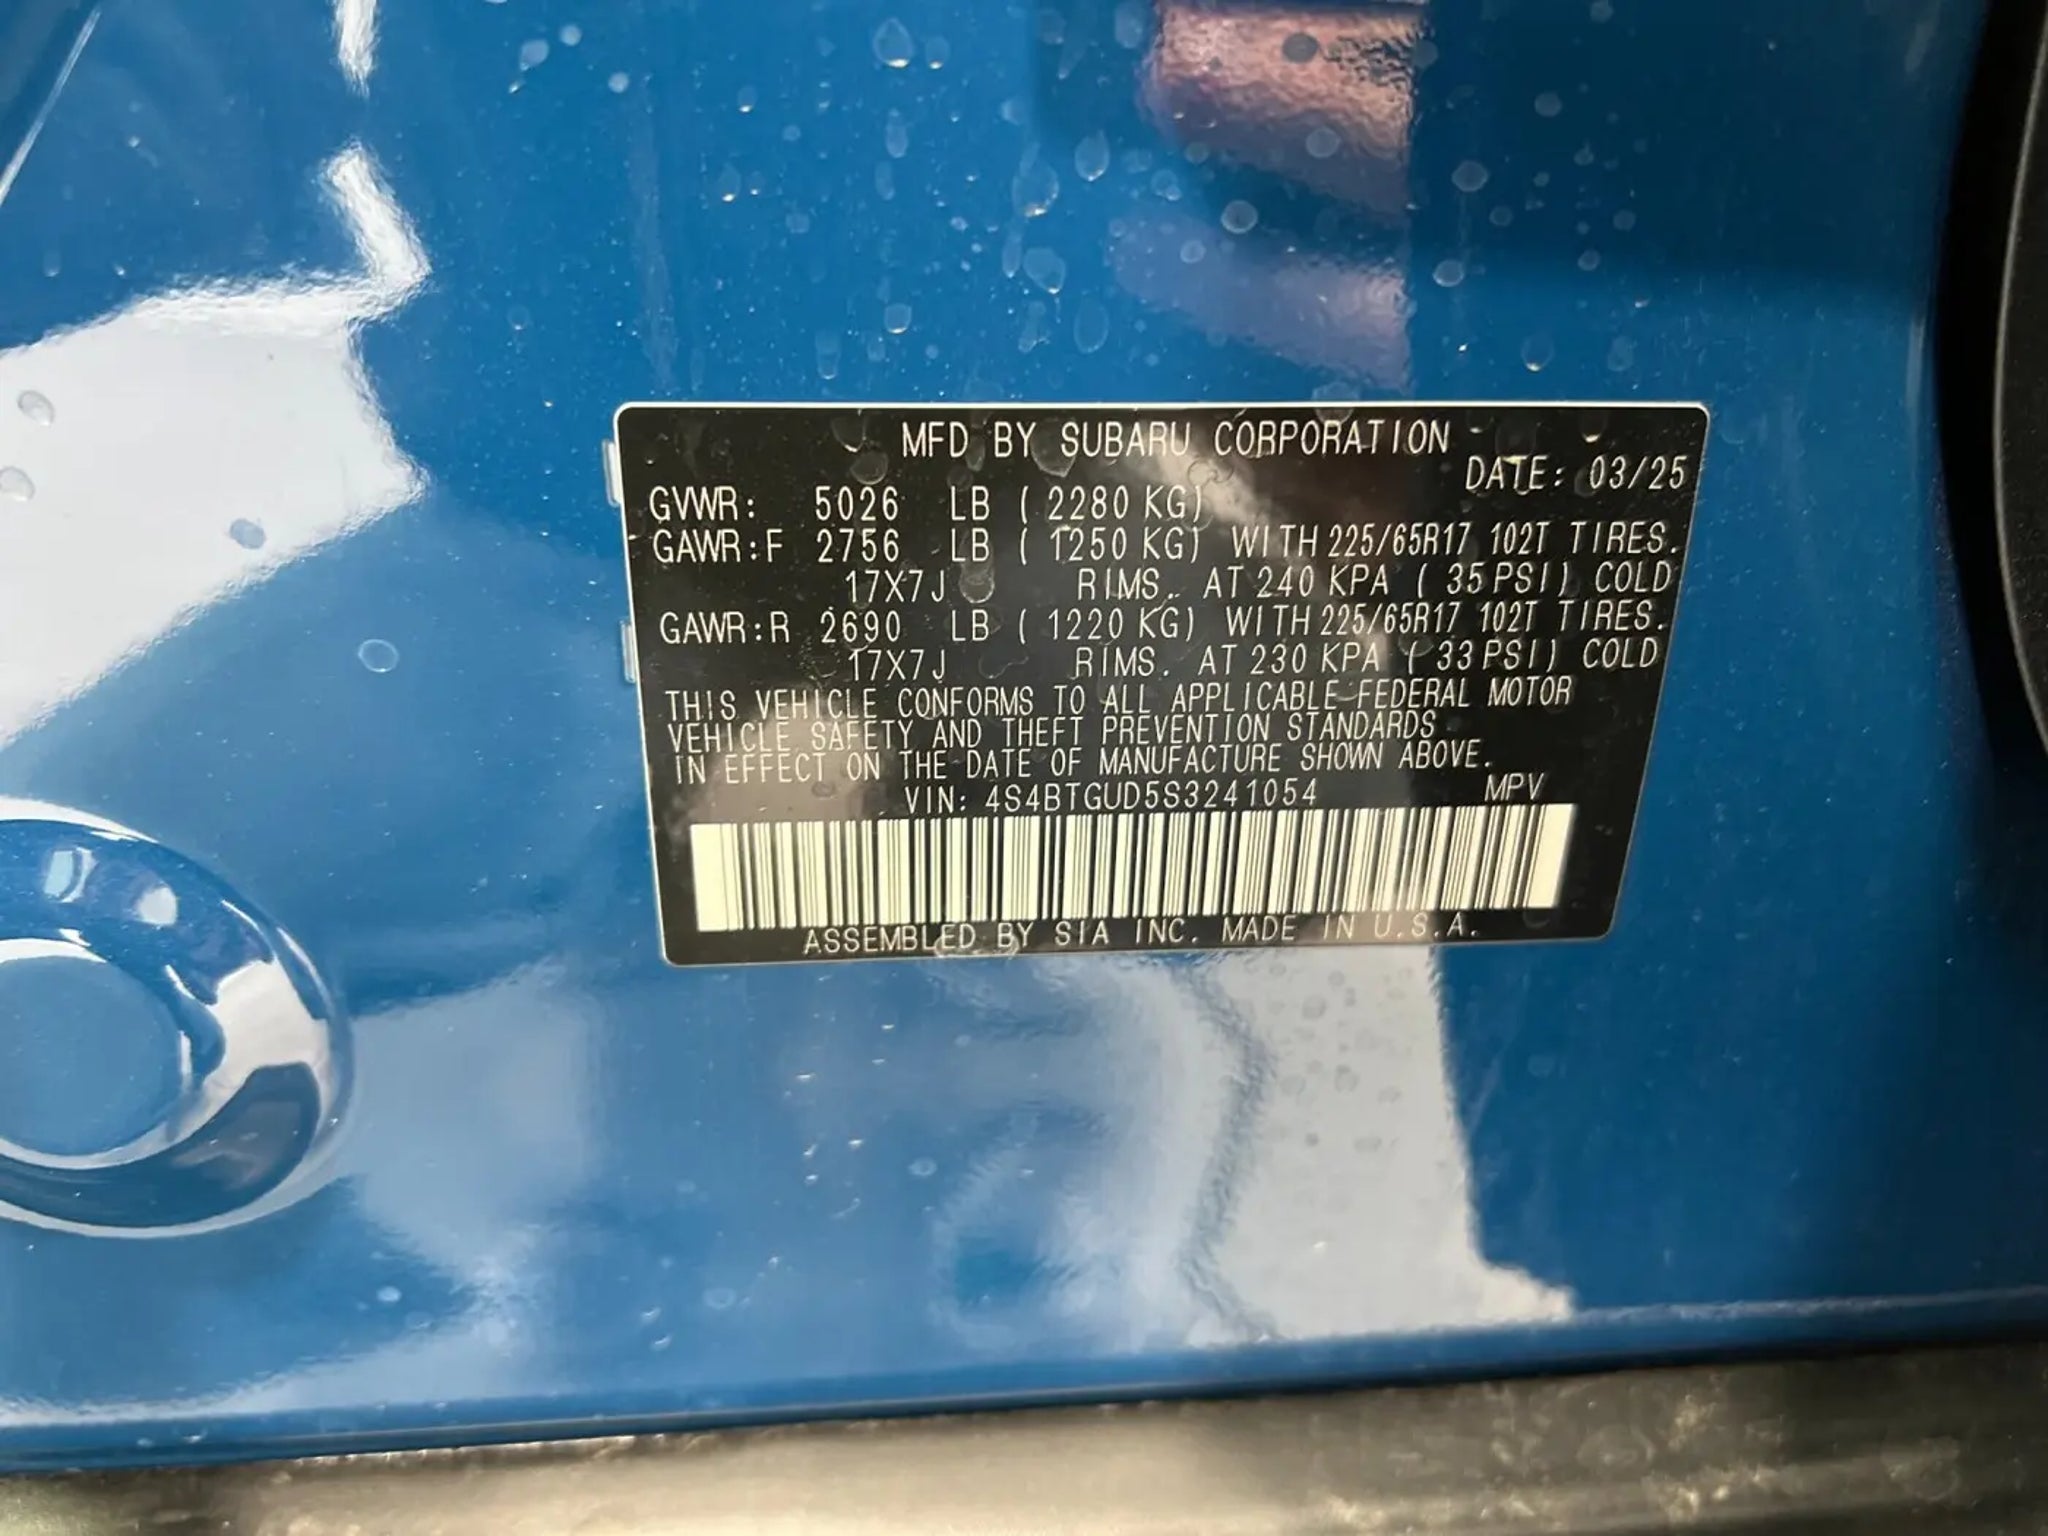 MFD BY SUBARU CORPORATION
DATE: 03/25
GVWR: 5026 LB ( 2280 KG)
GAWR:F 2756 LB ( 1250 KG) WITH 225/65R17 102T TIRES.
17X7J RIMS. AT 240 KPA ( 35 PSI) COLD
GAWR:R 2690 LB ( 1220 KG) WITH 225/65R17 102T TIRES.
17X7J RIMS. AT 230 KPA ( 33 PSI) COLD
THIS VEHICLE CONFORMS TO ALL APPLICABLE FEDERAL MOTOR
VEHICLE SAFETY AND THEFT PREVENTION STANDARDS
IN EFFECT ON THE DATE OF MANUFACTURE SHOWN ABOVE.
VIN: 4S4BTGUD5S3241054 MPV
ASSEMBLED BY SIA INC. MADE IN U.S.A.